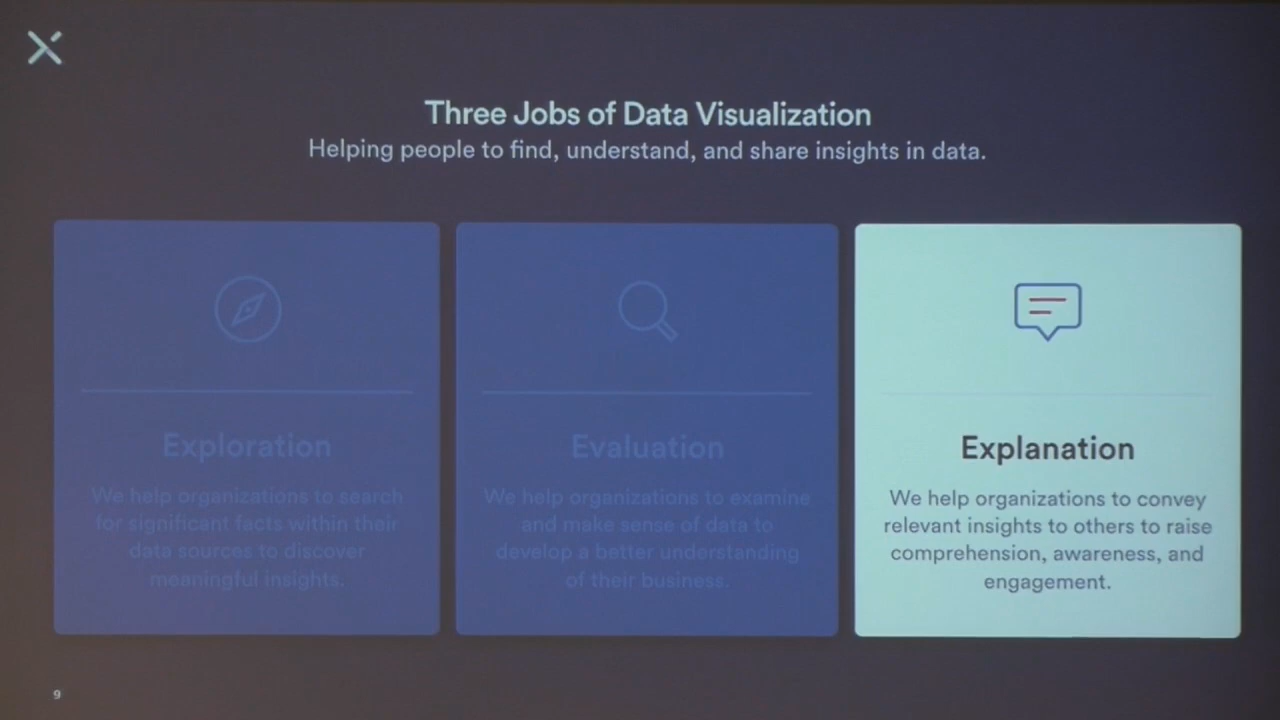 Three Jobs of Data Visualization
Helping people to find, understand, and share insights in data.
Exploration
We help organizations to search
for significant facts within their
data sources to discover
meaningful insights.
Evaluation
We help organizations to examine
and make sense of data to
develop a better understanding
of their business.
Explanation
We help organizations to convey
relevant insights to others to raise
comprehension, awareness, and
engagement.
9